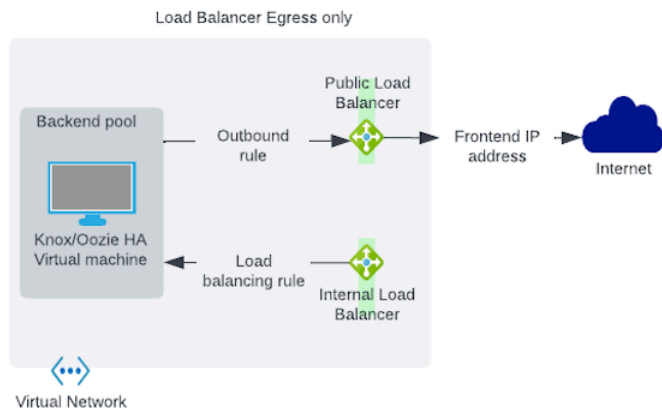 Load Balancer Egress only
Public Load
Balancer
Backend pool
Outbound
rule
Frontend IP
address
Internet
Knox/Oozie HA
Virtual machine
Load
balancing rule
Internal Load
Balancer
Virtual Network